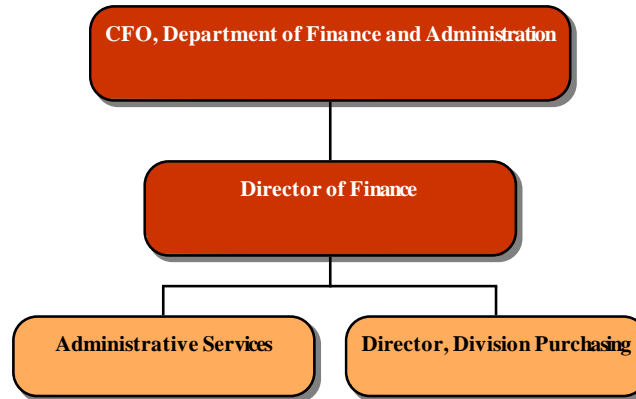 CFO, Department of Finance and Administration
Director of Finance
Administrative Services
Director, Division Purchasing